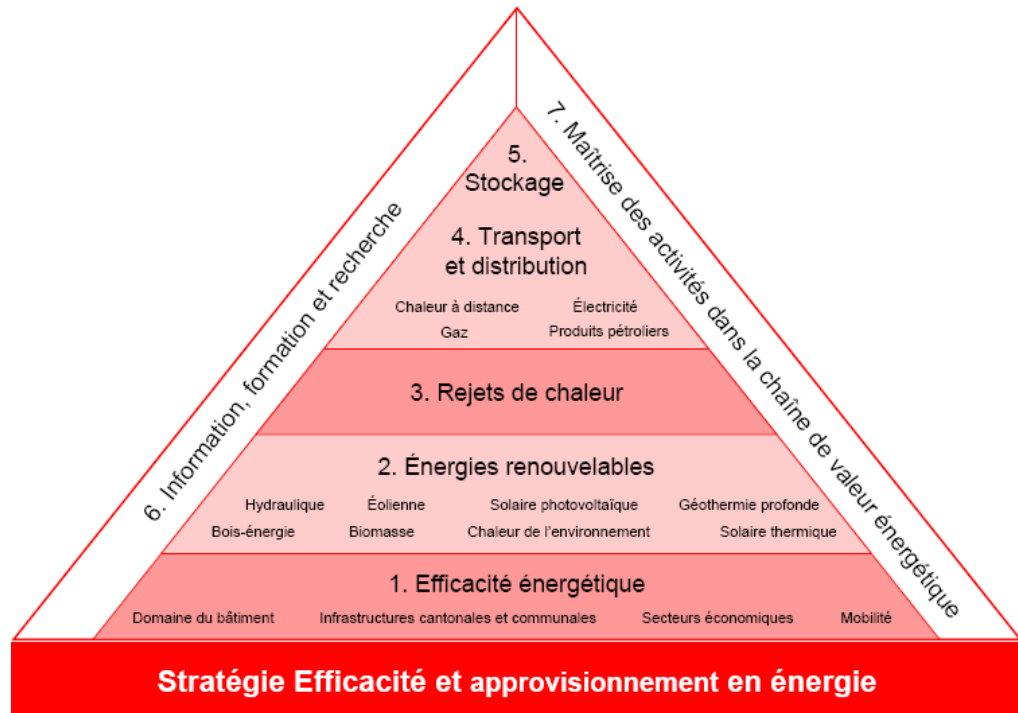 5.
Stockage
4. Transport
et distribution
Chaleur à distance Électricité
Gaz Produits pétroliers
3. Rejets de chaleur
2. Énergies renouvelables
Hydraulique Éolienne Solaire photovoltaïque Géothermie profonde
Bois-énergie Biomasse Chaleur de l'environnement Solaire thermique
1. Efficacité énergétique
Domaine du bâtiment Infrastructures cantonales et communales Secteurs économiques Mobilité
6. Information, formation et recherche
7. Maîtrise des activités dans la chaîne de valeur énergétique
Stratégie Efficacité et approvisionnement en énergie